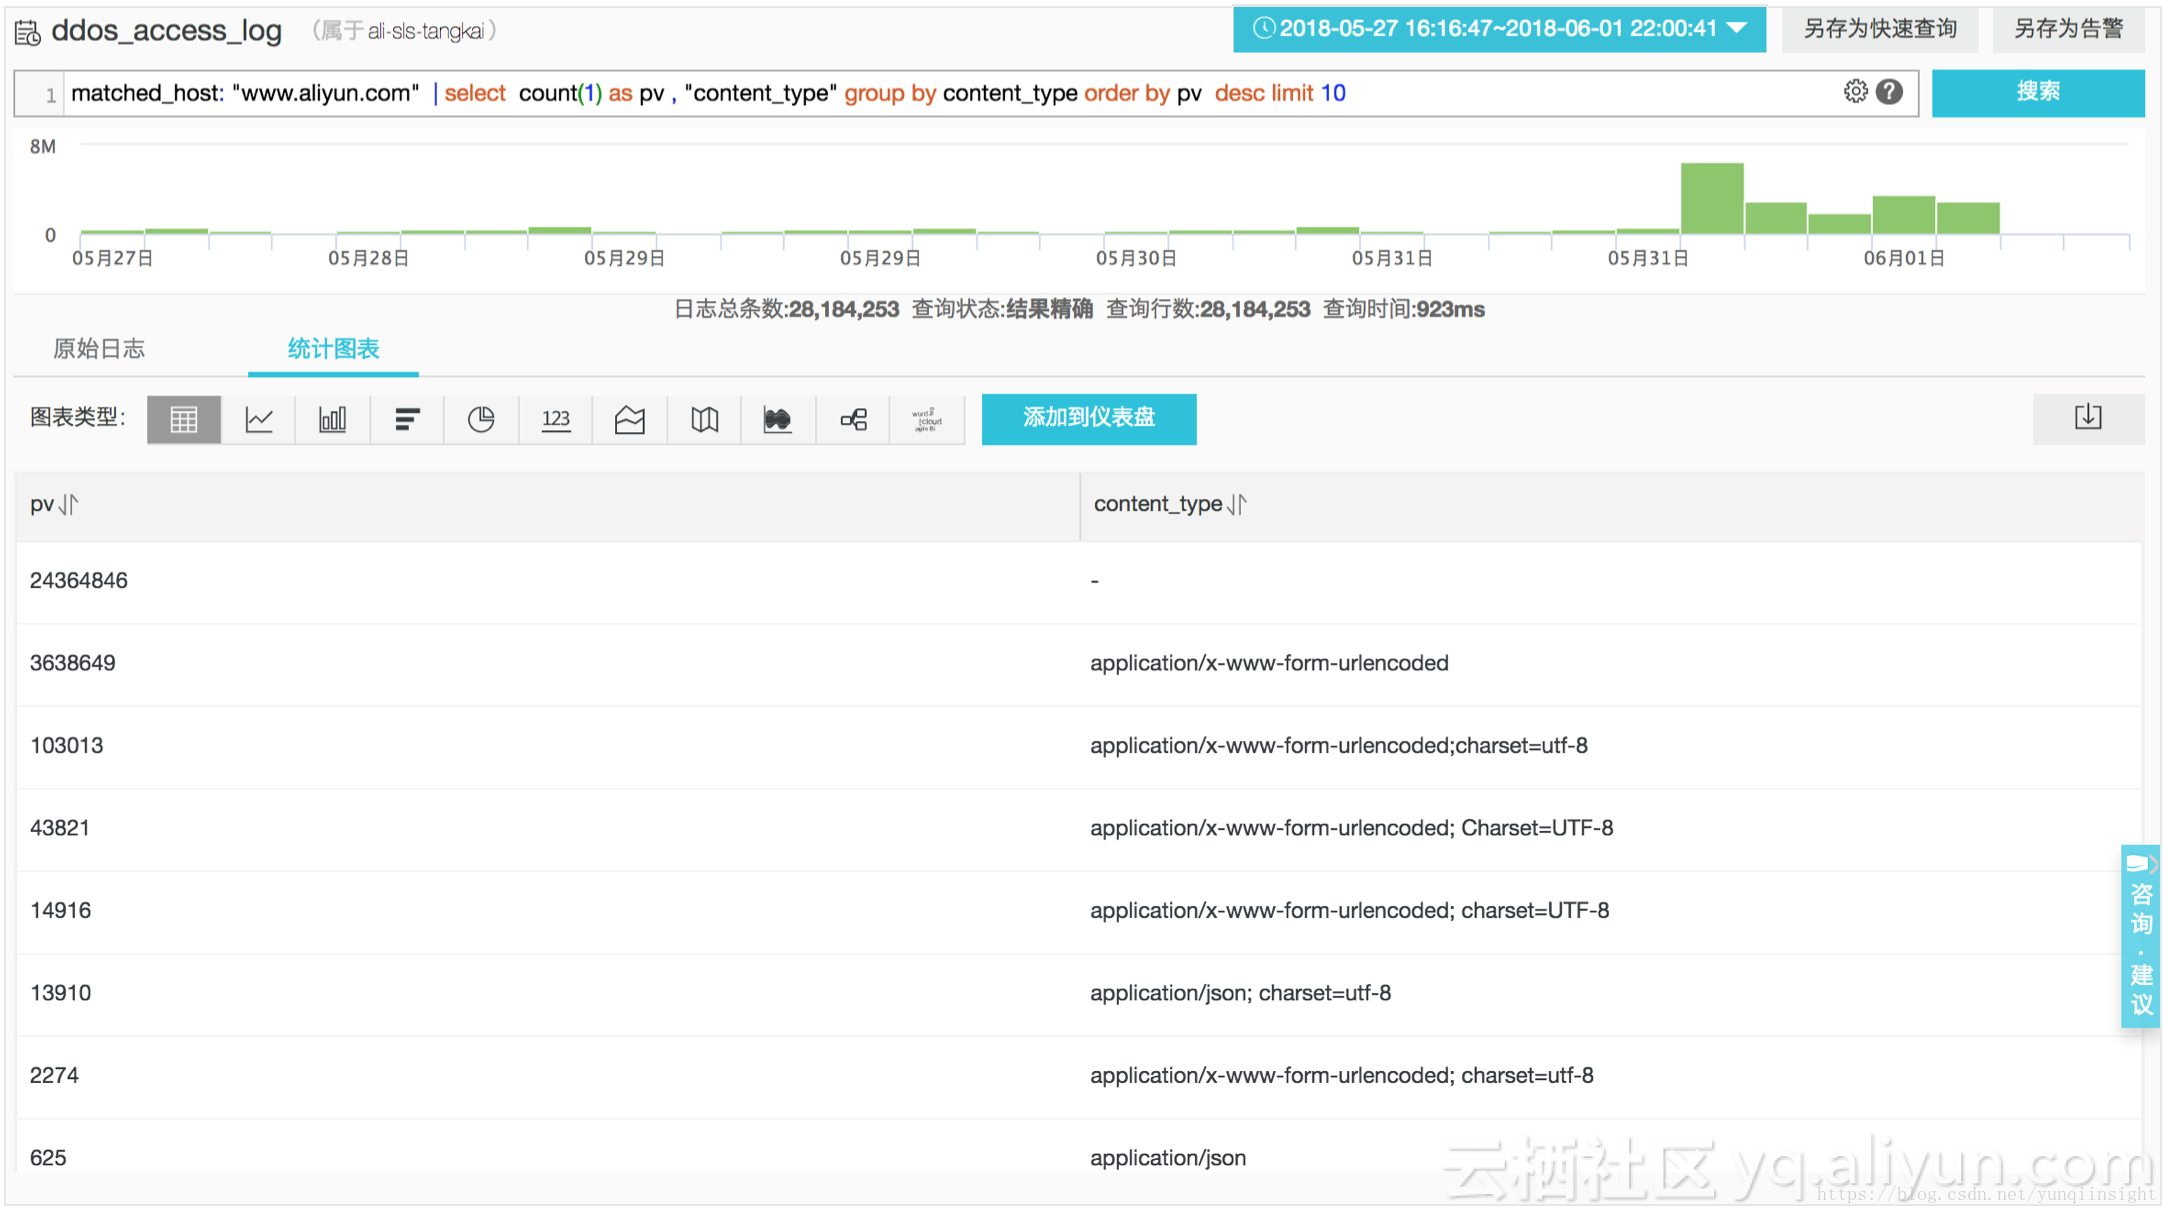 ddos_access_log （属于 ali-sls-tangkai） 2018-05-27 16:16:47~2018-06-01 22:00:41 另存为快速查询 另存为告警
1 matched_host: "www.aliyun.com" | select count(1) as pv , "content_type" group by content_type order by pv desc limit 10 ? 搜索
8M
0
05月27日 05月28日 05月29日 05月29日 05月30日 05月31日 05月31日 06月01日
日志总条数:28,184,253 查询状态:结果精确 查询行数:28,184,253 查询时间:923ms
原始日志 统计图表
图表类型: 123 word cloud 添加到仪表盘
pv content_type
24364846 -
3638649 application/x-www-form-urlencoded
103013 application/x-www-form-urlencoded;charset=utf-8
43821 application/x-www-form-urlencoded; Charset=UTF-8
14916 application/x-www-form-urlencoded; charset=UTF-8
13910 application/json; charset=utf-8
2274 application/x-www-form-urlencoded; charset=utf-8
625 application/json
咨询·建议
云栖社区 yq.aliyun.com
https://blog.csdn.net/yunqiinsight